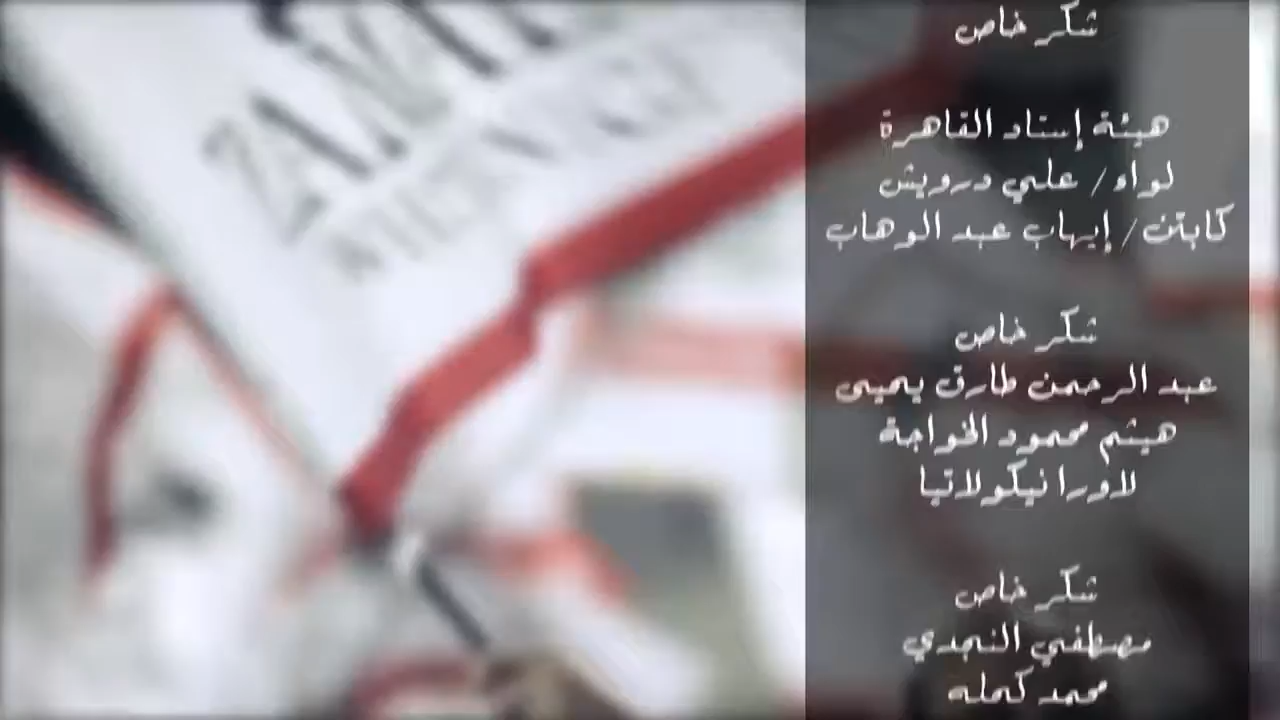 شكر خاص
هيئة إستاد القاهرة
لواء/ علي درويش
كابتن/ إيهاب عبد الوهاب
شكر خاص
عبد الرحمن طارق يحيى
هيثم محمود الخواجة
لاورا نيكولاتيا
شكر خاص
مصطفي النجدي
محمد كحله